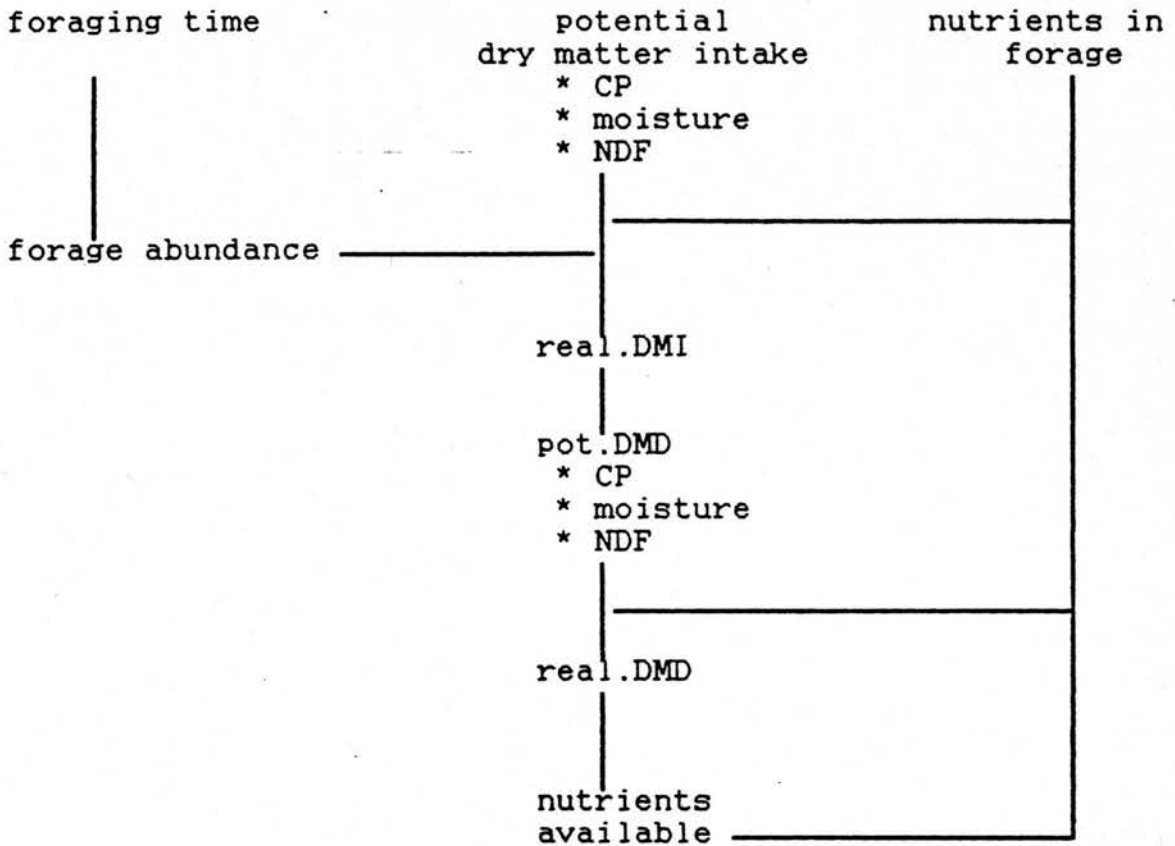 foraging time
potential
dry matter intake
* CP
* moisture
* NDF
nutrients in
forage
forage abundance
real.DMI
pot.DMD
* CP
* moisture
* NDF
real.DMD
nutrients
available